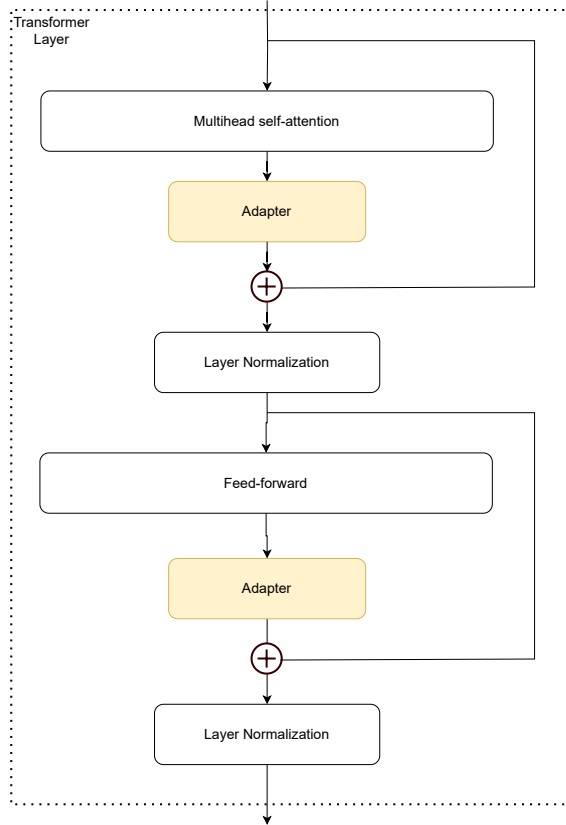 Transformer
Layer
Multihead self-attention
Adapter
Layer Normalization
Feed-forward
Adapter
Layer Normalization